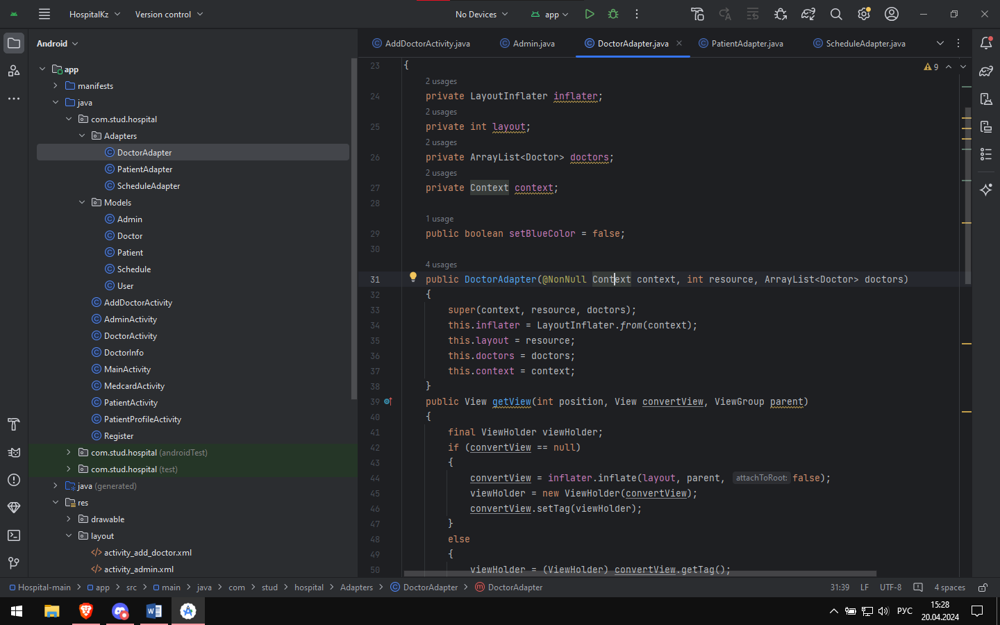 HospitalKz
Version control
No Devices
app
Android
AddDoctorActivity.java
Admin.java
DoctorAdapter.java
PatientAdapter.java
ScheduleAdapter.java
app
manifests
java
com.stud.hospital
Adapters
DoctorAdapter
PatientAdapter
ScheduleAdapter
Models
Admin
Doctor
Patient
Schedule
User
AddDoctorActivity
AdminActivity
DoctorActivity
DoctorInfo
MainActivity
MedcardActivity
PatientActivity
PatientProfileActivity
Register
com.stud.hospital (androidTest)
com.stud.hospital (test)
java (generated)
res
drawable
layout
activity_add_doctor.xml
activity_admin.xml
9
23 {
2 usages
24 private LayoutInflater inflater;
2 usages
25 private int layout;
2 usages
26 private ArrayList<Doctor> doctors;
2 usages
27 private Context context;
28
1 usage
29 public boolean setBlueColor = false;
30
4 usages
31 public DoctorAdapter(@NonNull Context context, int resource, ArrayList<Doctor> doctors)
32 {
33 super(context, resource, doctors);
34 this.inflater = LayoutInflater.from(context);
35 this.layout = resource;
36 this.doctors = doctors;
37 this.context = context;
38 }
39 public View getView(int position, View convertView, ViewGroup parent)
40 {
41 final ViewHolder viewHolder;
42 if (convertView == null)
43 {
44 convertView = inflater.inflate(layout, parent, attachToRoot: false);
45 viewHolder = new ViewHolder(convertView);
46 convertView.setTag(viewHolder);
47 }
48 else
49 {
50 viewHolder = (ViewHolder) convertView.getTag();
Hospital-main > app > src > main > java > com > stud > hospital > Adapters > DoctorAdapter > DoctorAdapter
31:39 LF UTF-8 4 spaces
РУС
15:28
20.04.2024